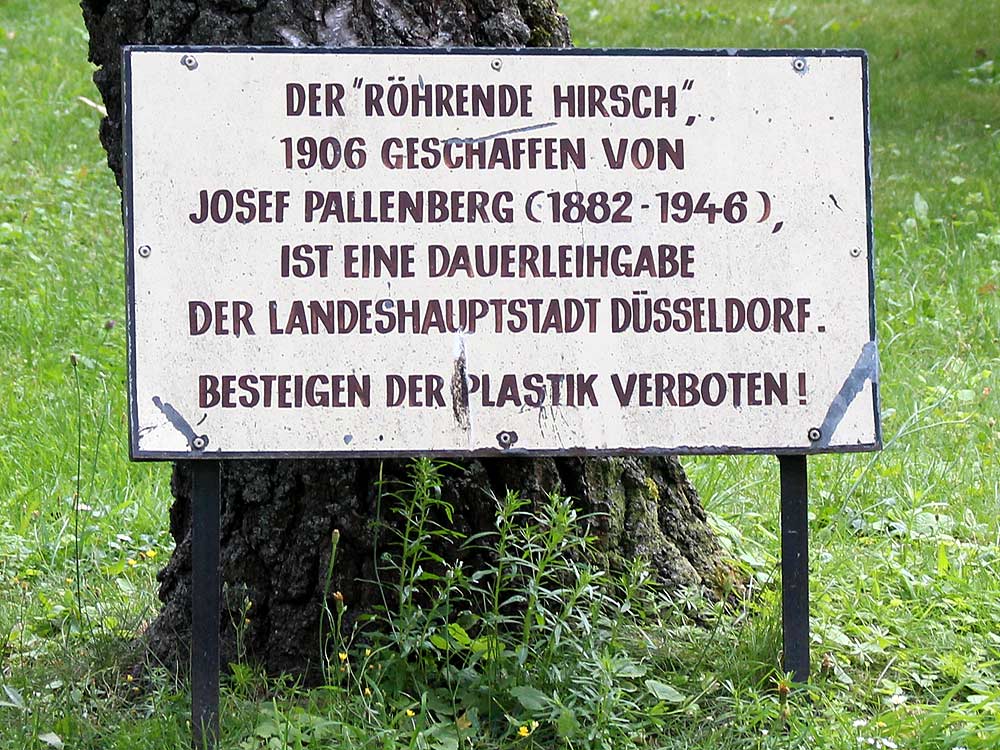 DER "RÖHRENDE HIRSCH",
1906 GESCHAFFEN VON
JOSEF PALLENBERG (1882 - 1946),
IST EINE DAUERLEIHGABE
DER LANDESHAUPTSTADT DÜSSELDORF.
BESTEIGEN DER PLASTIK VERBOTEN!